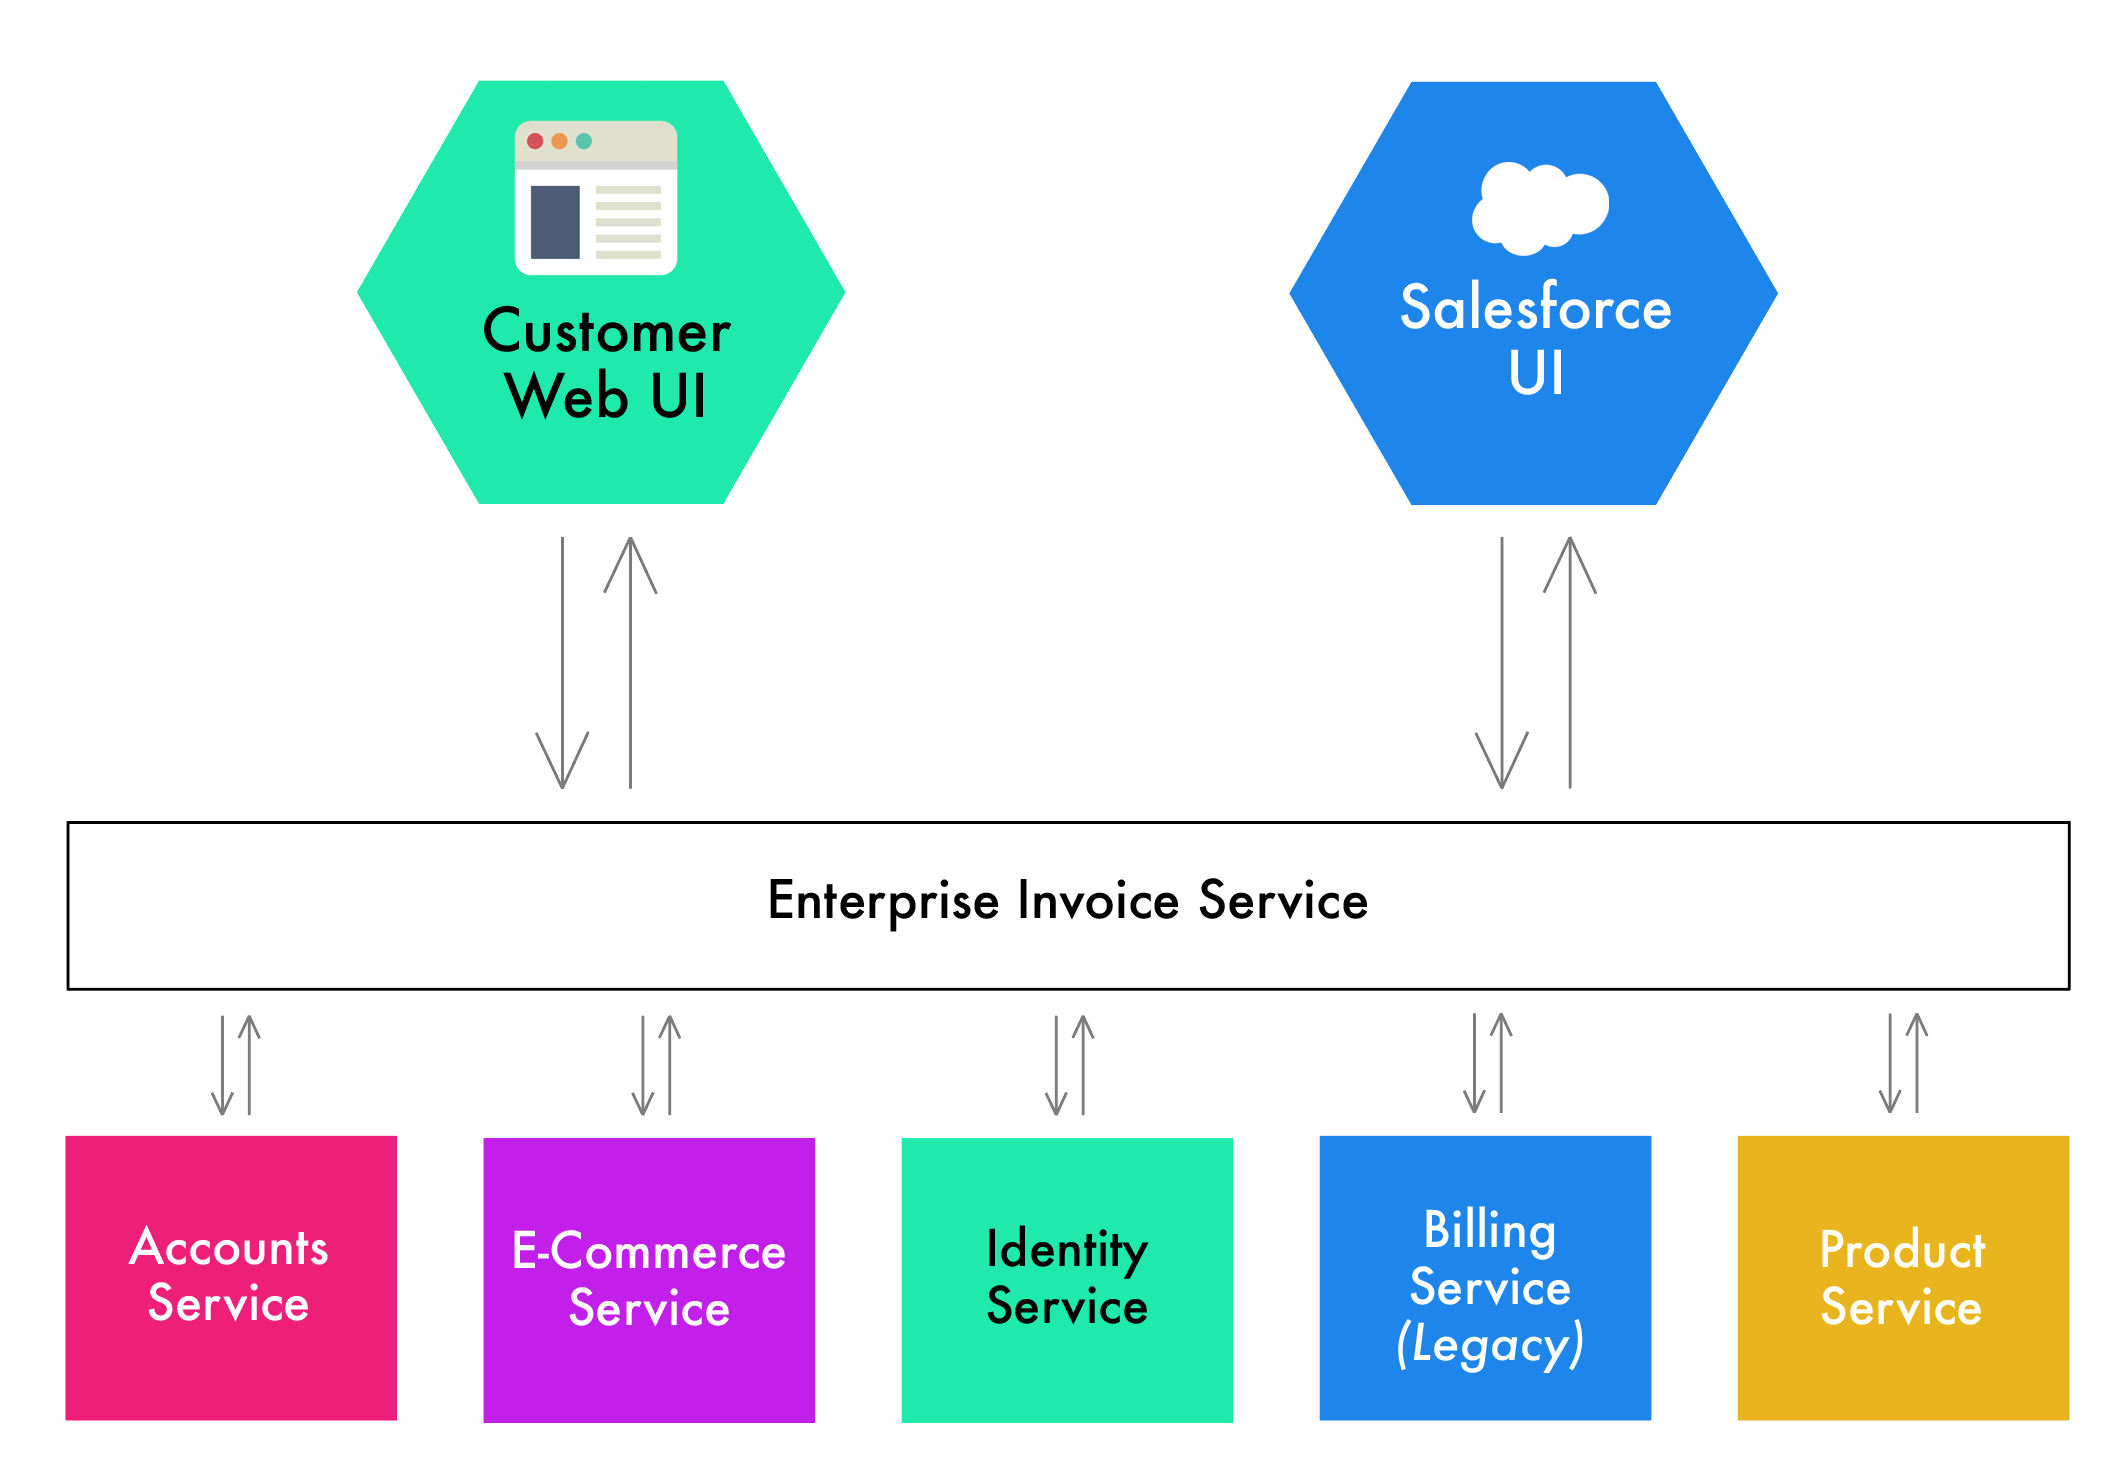 Customer
Web UI
Salesforce
UI
Enterprise Invoice Service
Accounts
Service
E-Commerce
Service
Identity
Service
Billing
Service
(Legacy)
Product
Service